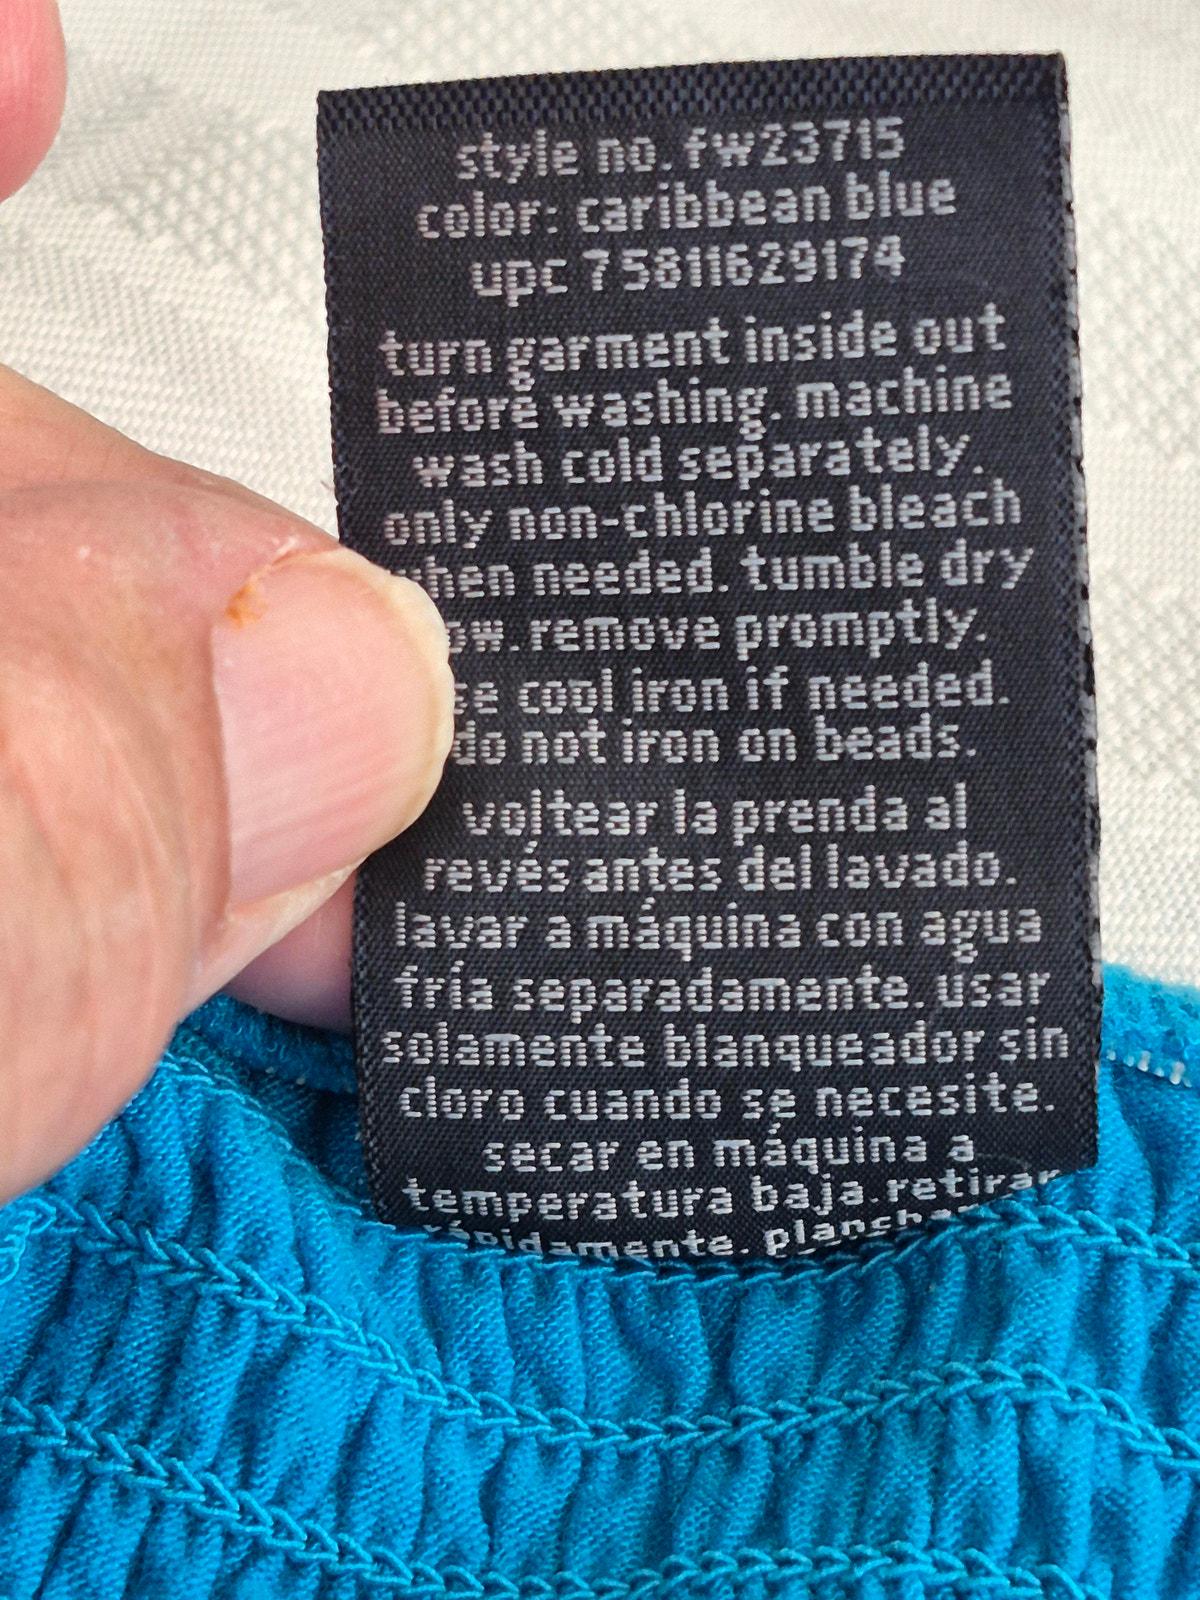 style no. fw23715
color: caribbean blue
upc 75811629174
turn garment inside out
before washing. machine
wash cold separately.
only non-chlorine bleach
when needed. tumble dry
low. remove promptly.
use cool iron if needed.
do not iron on beads.
voltear la prenda al
revés antes del lavado.
lavar a máquina con agua
fría separadamente. usar
solamente blanqueador sin
cloro cuando se necesite.
secar en máquina a
temperatura baja. retirar
rápidamente. planchar